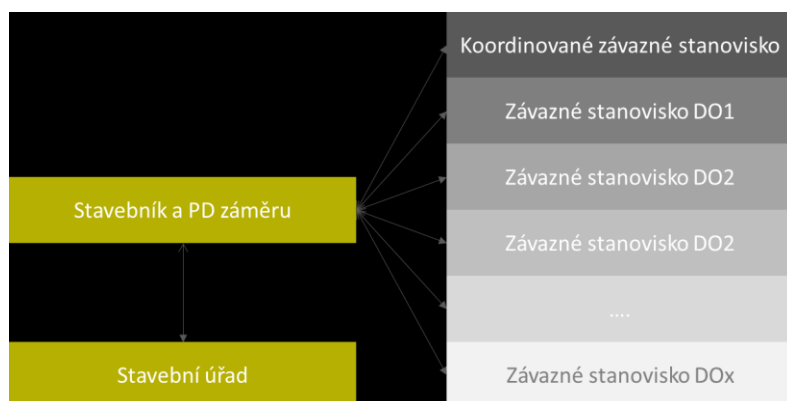 Koordinované závazné stanovisko
Závazné stanovisko DO1
Závazné stanovisko DO2
Stavebník a PD záměru
Závazné stanovisko DO2
....
Stavební úřad
Závazné stanovisko DOx